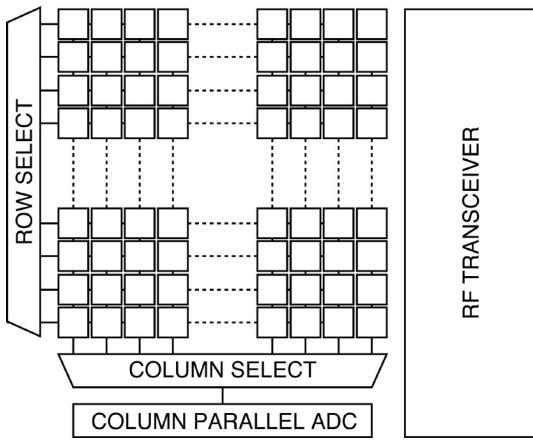 ROW SELECT
RF TRANSCEIVER
COLUMN SELECT
COLUMN PARALLEL ADC